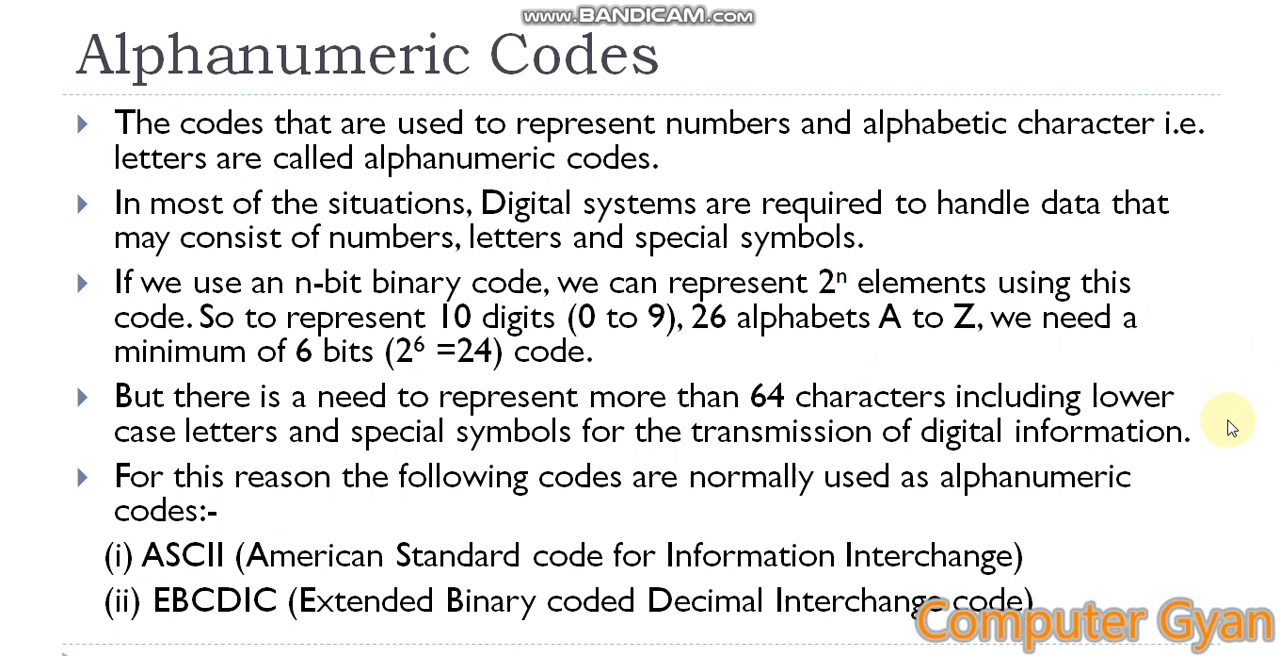 www.BANDICAM.com
Alphanumeric Codes
The codes that are used to represent numbers and alphabetic character i.e.
letters are called alphanumeric codes.
In most of the situations, Digital systems are required to handle data that
may consist of numbers, letters and special symbols.
If we use an n-bit binary code, we can represent 2ⁿ elements using this
code. So to represent 10 digits (0 to 9), 26 alphabets A to Z, we need a
minimum of 6 bits (2⁶ =24) code.
But there is a need to represent more than 64 characters including lower
case letters and special symbols for the transmission of digital information.
For this reason the following codes are normally used as alphanumeric
codes:-
(i) ASCII (American Standard code for Information Interchange)
(ii) EBCDIC (Extended Binary coded Decimal Interchange code)
Computer Gyan